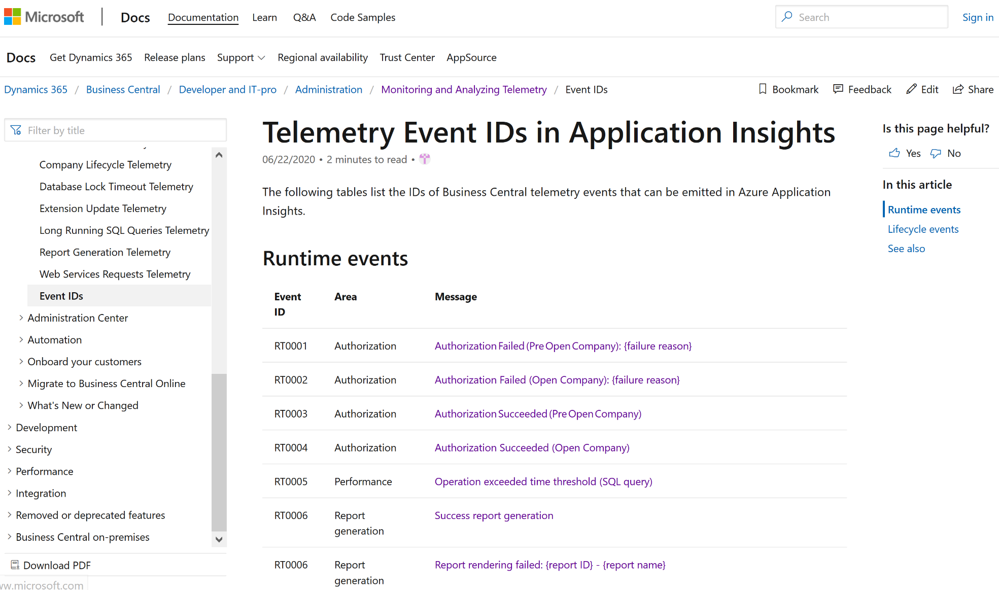 Microsoft Docs Documentation Learn Q&A Code Samples Search Sign in
Docs Get Dynamics 365 Release plans Support Regional availability Trust Center AppSource
Dynamics 365 / Business Central / Developer and IT-pro / Administration / Monitoring and Analyzing Telemetry / Event IDs Bookmark Feedback Edit Share
Filter by title
Company Lifecycle Telemetry
Database Lock Timeout Telemetry
Extension Update Telemetry
Long Running SQL Queries Telemetry
Report Generation Telemetry
Web Services Requests Telemetry
Event IDs
Administration Center
Automation
Onboard your customers
Migrate to Business Central Online
What's New or Changed
Development
Security
Performance
Integration
Removed or deprecated features
Business Central on-premises
Download PDF
ww.microsoft.com
Telemetry Event IDs in Application Insights
06/22/2020 • 2 minutes to read •
The following tables list the IDs of Business Central telemetry events that can be emitted in Azure Application
Insights.
Runtime events
Event Area Message
ID
RT0001 Authorization Authorization Failed (Pre Open Company): {failure reason}
RT0002 Authorization Authorization Failed (Open Company): {failure reason}
RT0003 Authorization Authorization Succeeded (Pre Open Company)
RT0004 Authorization Authorization Succeeded (Open Company)
RT0005 Performance Operation exceeded time threshold (SQL query)
RT0006 Report Success report generation
generation
RT0006 Report Report rendering failed: {report ID} - {report name}
generation
Is this page helpful?
Yes No
In this article
Runtime events
Lifecycle events
See also